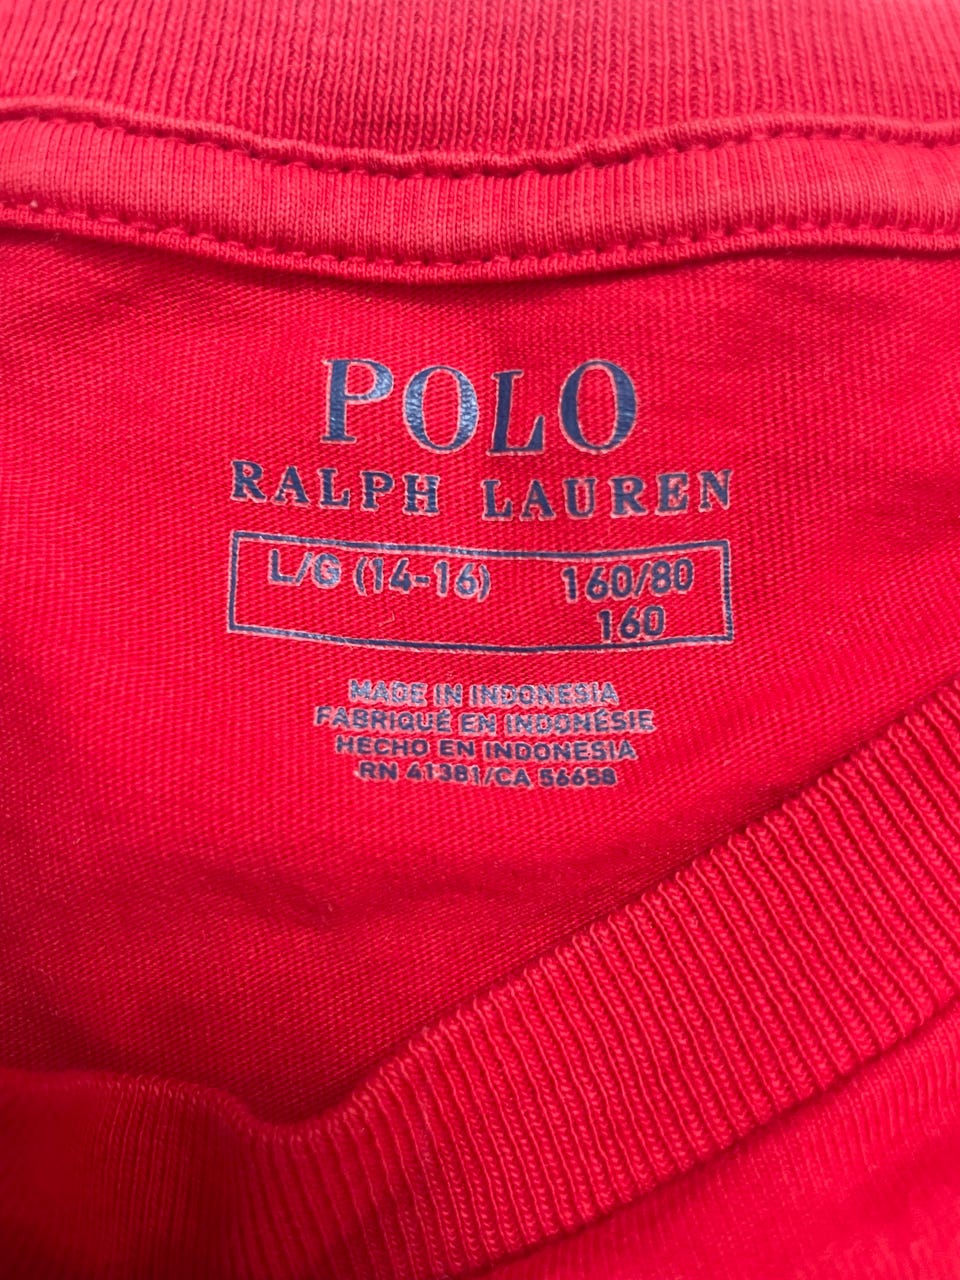 POLO
RALPH LAUREN
L/G (14-16) 160/80
160
MADE IN INDONESIA
FABRIQUÉ EN INDONÉSIE
HECHO EN INDONESIA
RN 41381/CA 56658